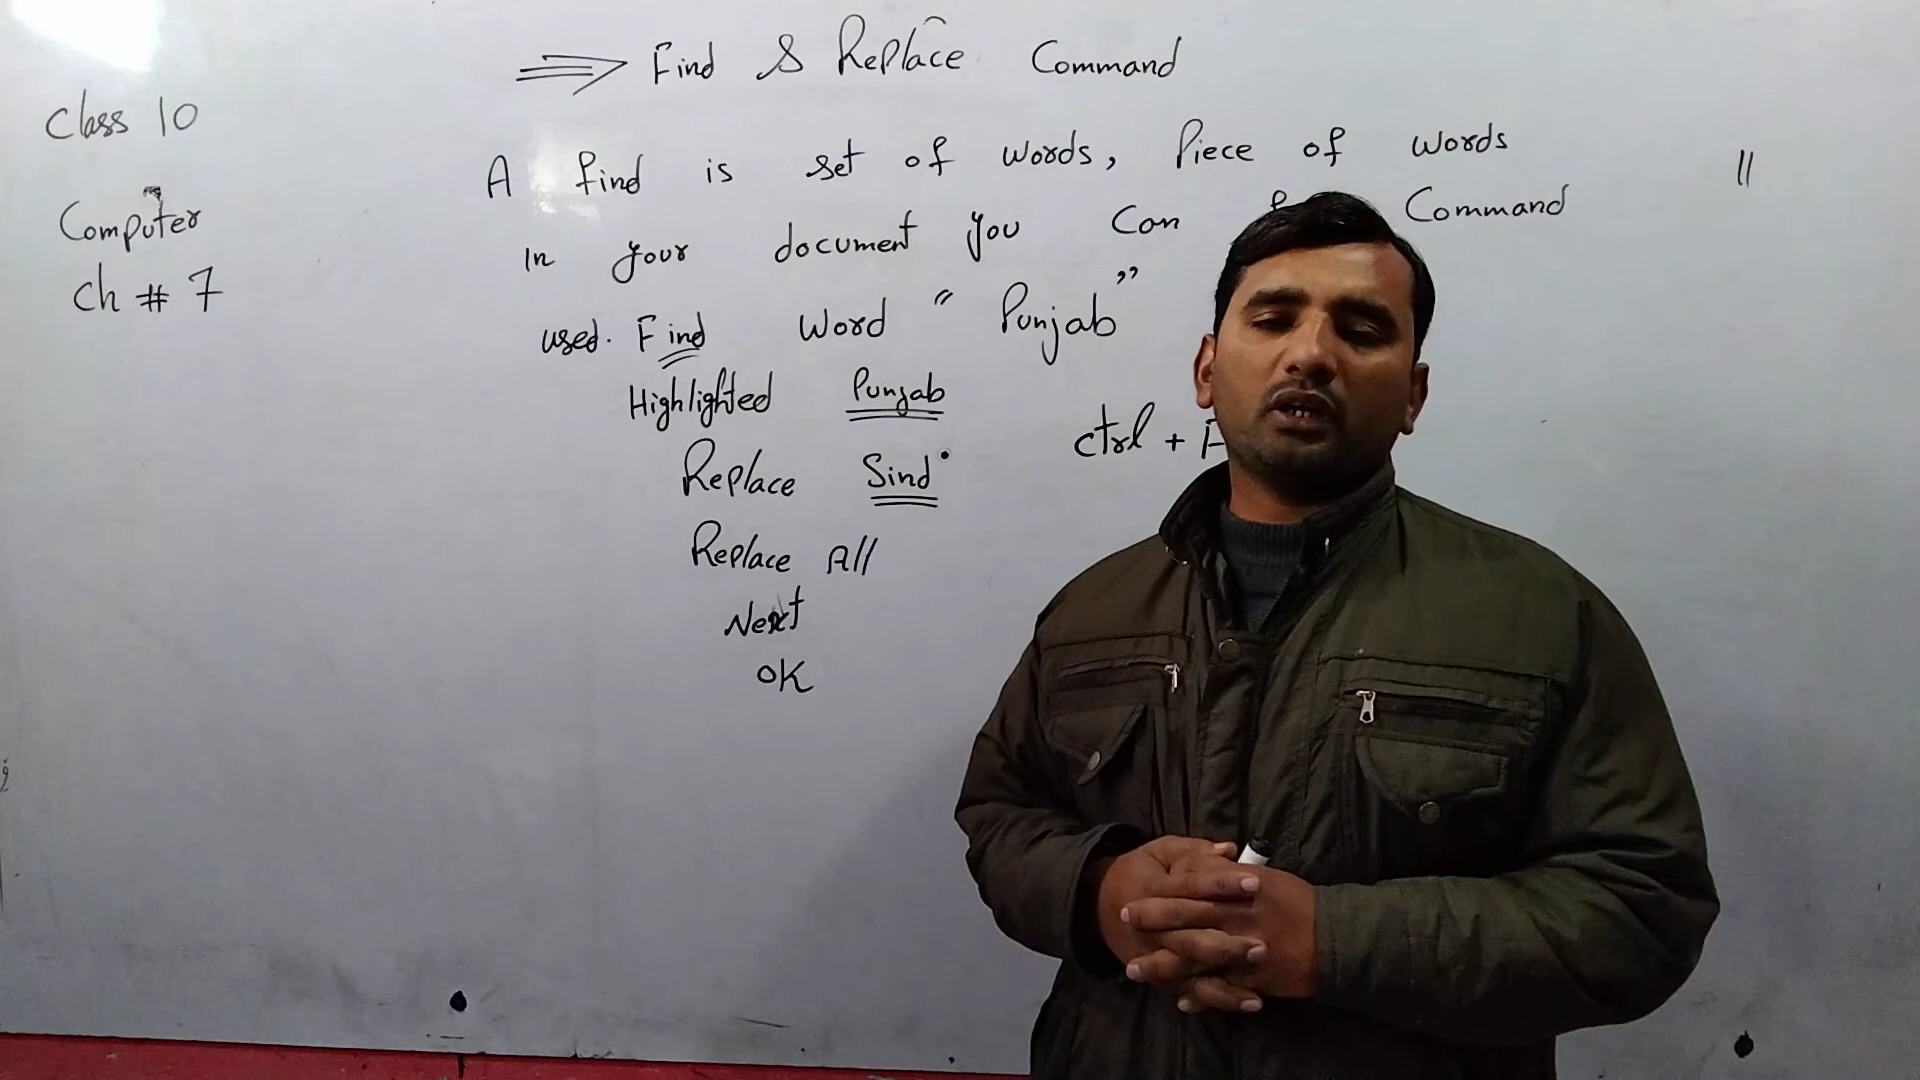 ⇒ Find & Replace Command
Class 10
Computer
Ch # 7
A find is set of words, Piece of words
In your document you Can Command
used. Find Word "Punjab"
Highlighted Punjab
Ctrl + F
Replace Sind
Replace All
Next
OK